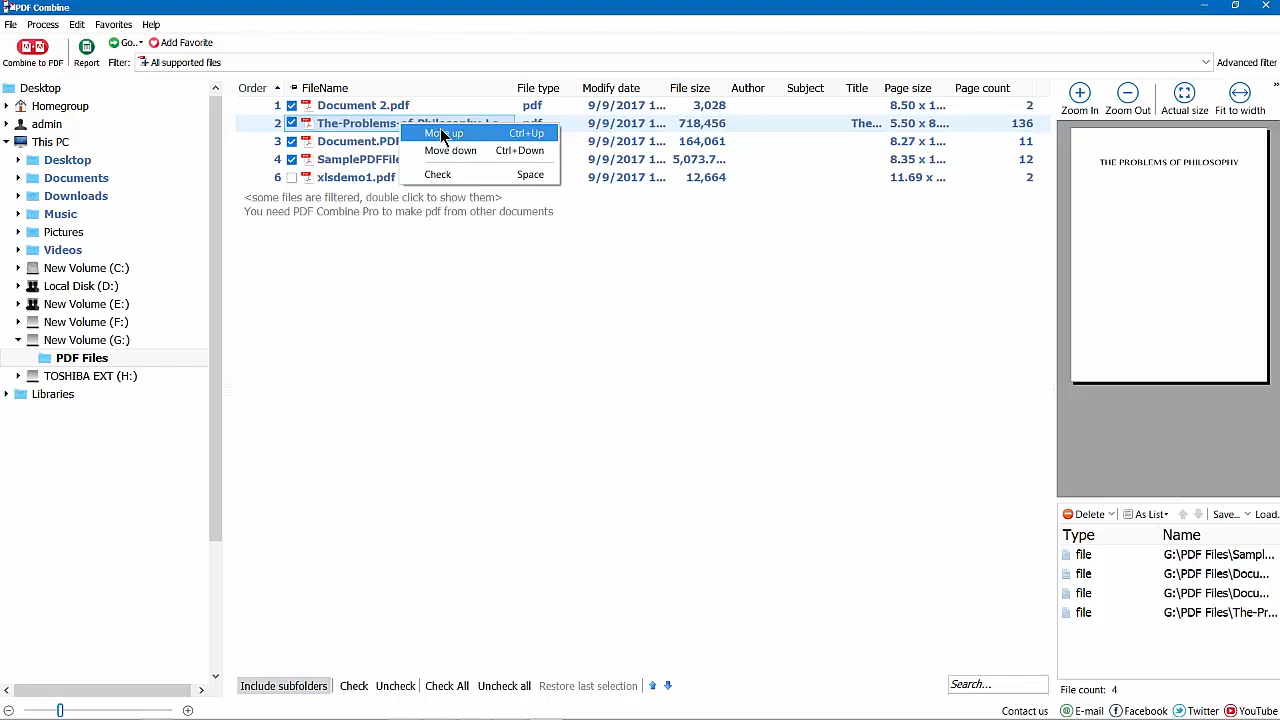 PDF Combine
File Process Edit Favorites Help
Combine to PDF Report Go.. Add Favorite
Filter: All supported files Advanced filter
Desktop
Homegroup
admin
This PC
Desktop
Documents
Downloads
Music
Pictures
Videos
New Volume (C:)
Local Disk (D:)
New Volume (E:)
New Volume (F:)
New Volume (G:)
PDF Files
TOSHIBA EXT (H:)
Libraries
Order FileName File type Modify date File size Author Subject Title Page size Page count
1 Document 2.pdf pdf 9/9/2017 1... 3,028 8.50 x 1... 2
2 The-Problems-of-Philosophy 9/9/2017 1... 718,456 The... 5.50 x 8... 136
3 Document.PDF 9/9/2017 1... 164,061 8.27 x 1... 11
4 SamplePDFFile 9/9/2017 1... 5,073.7... 8.35 x 1... 12
6 xlsdemo1.pdf 9/9/2017 1... 12,664 11.69 x ... 2
Move up Ctrl+Up
Move down Ctrl+Down
Check Space
<some files are filtered, double click to show them>
You need PDF Combine Pro to make pdf from other documents
Zoom In Zoom Out Actual size Fit to width
THE PROBLEMS OF PHILOSOPHY
Delete As List Save... Load.
Type Name
file G:\PDF Files\Sampl...
file G:\PDF Files\Docu...
file G:\PDF Files\Docu...
file G:\PDF Files\The-Pr...
Include subfolders Check Uncheck Check All Uncheck all Restore last selection Search...
File count: 4
Contact us E-mail Facebook Twitter YouTube